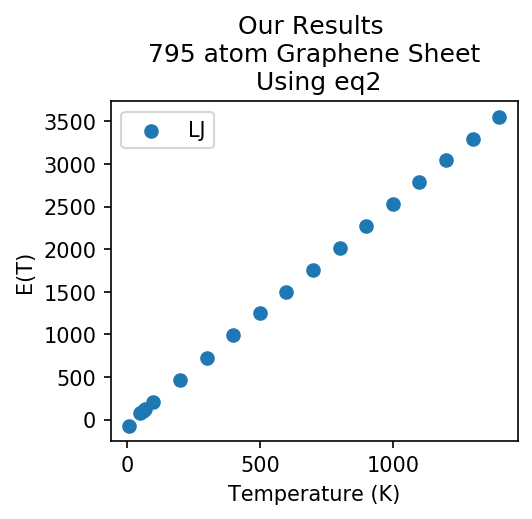 Our Results
795 atom Graphene Sheet
Using eq2
LJ
3500
3000
2500
2000
1500
1000
500
0
E(T)
0 500 1000
Temperature (K)